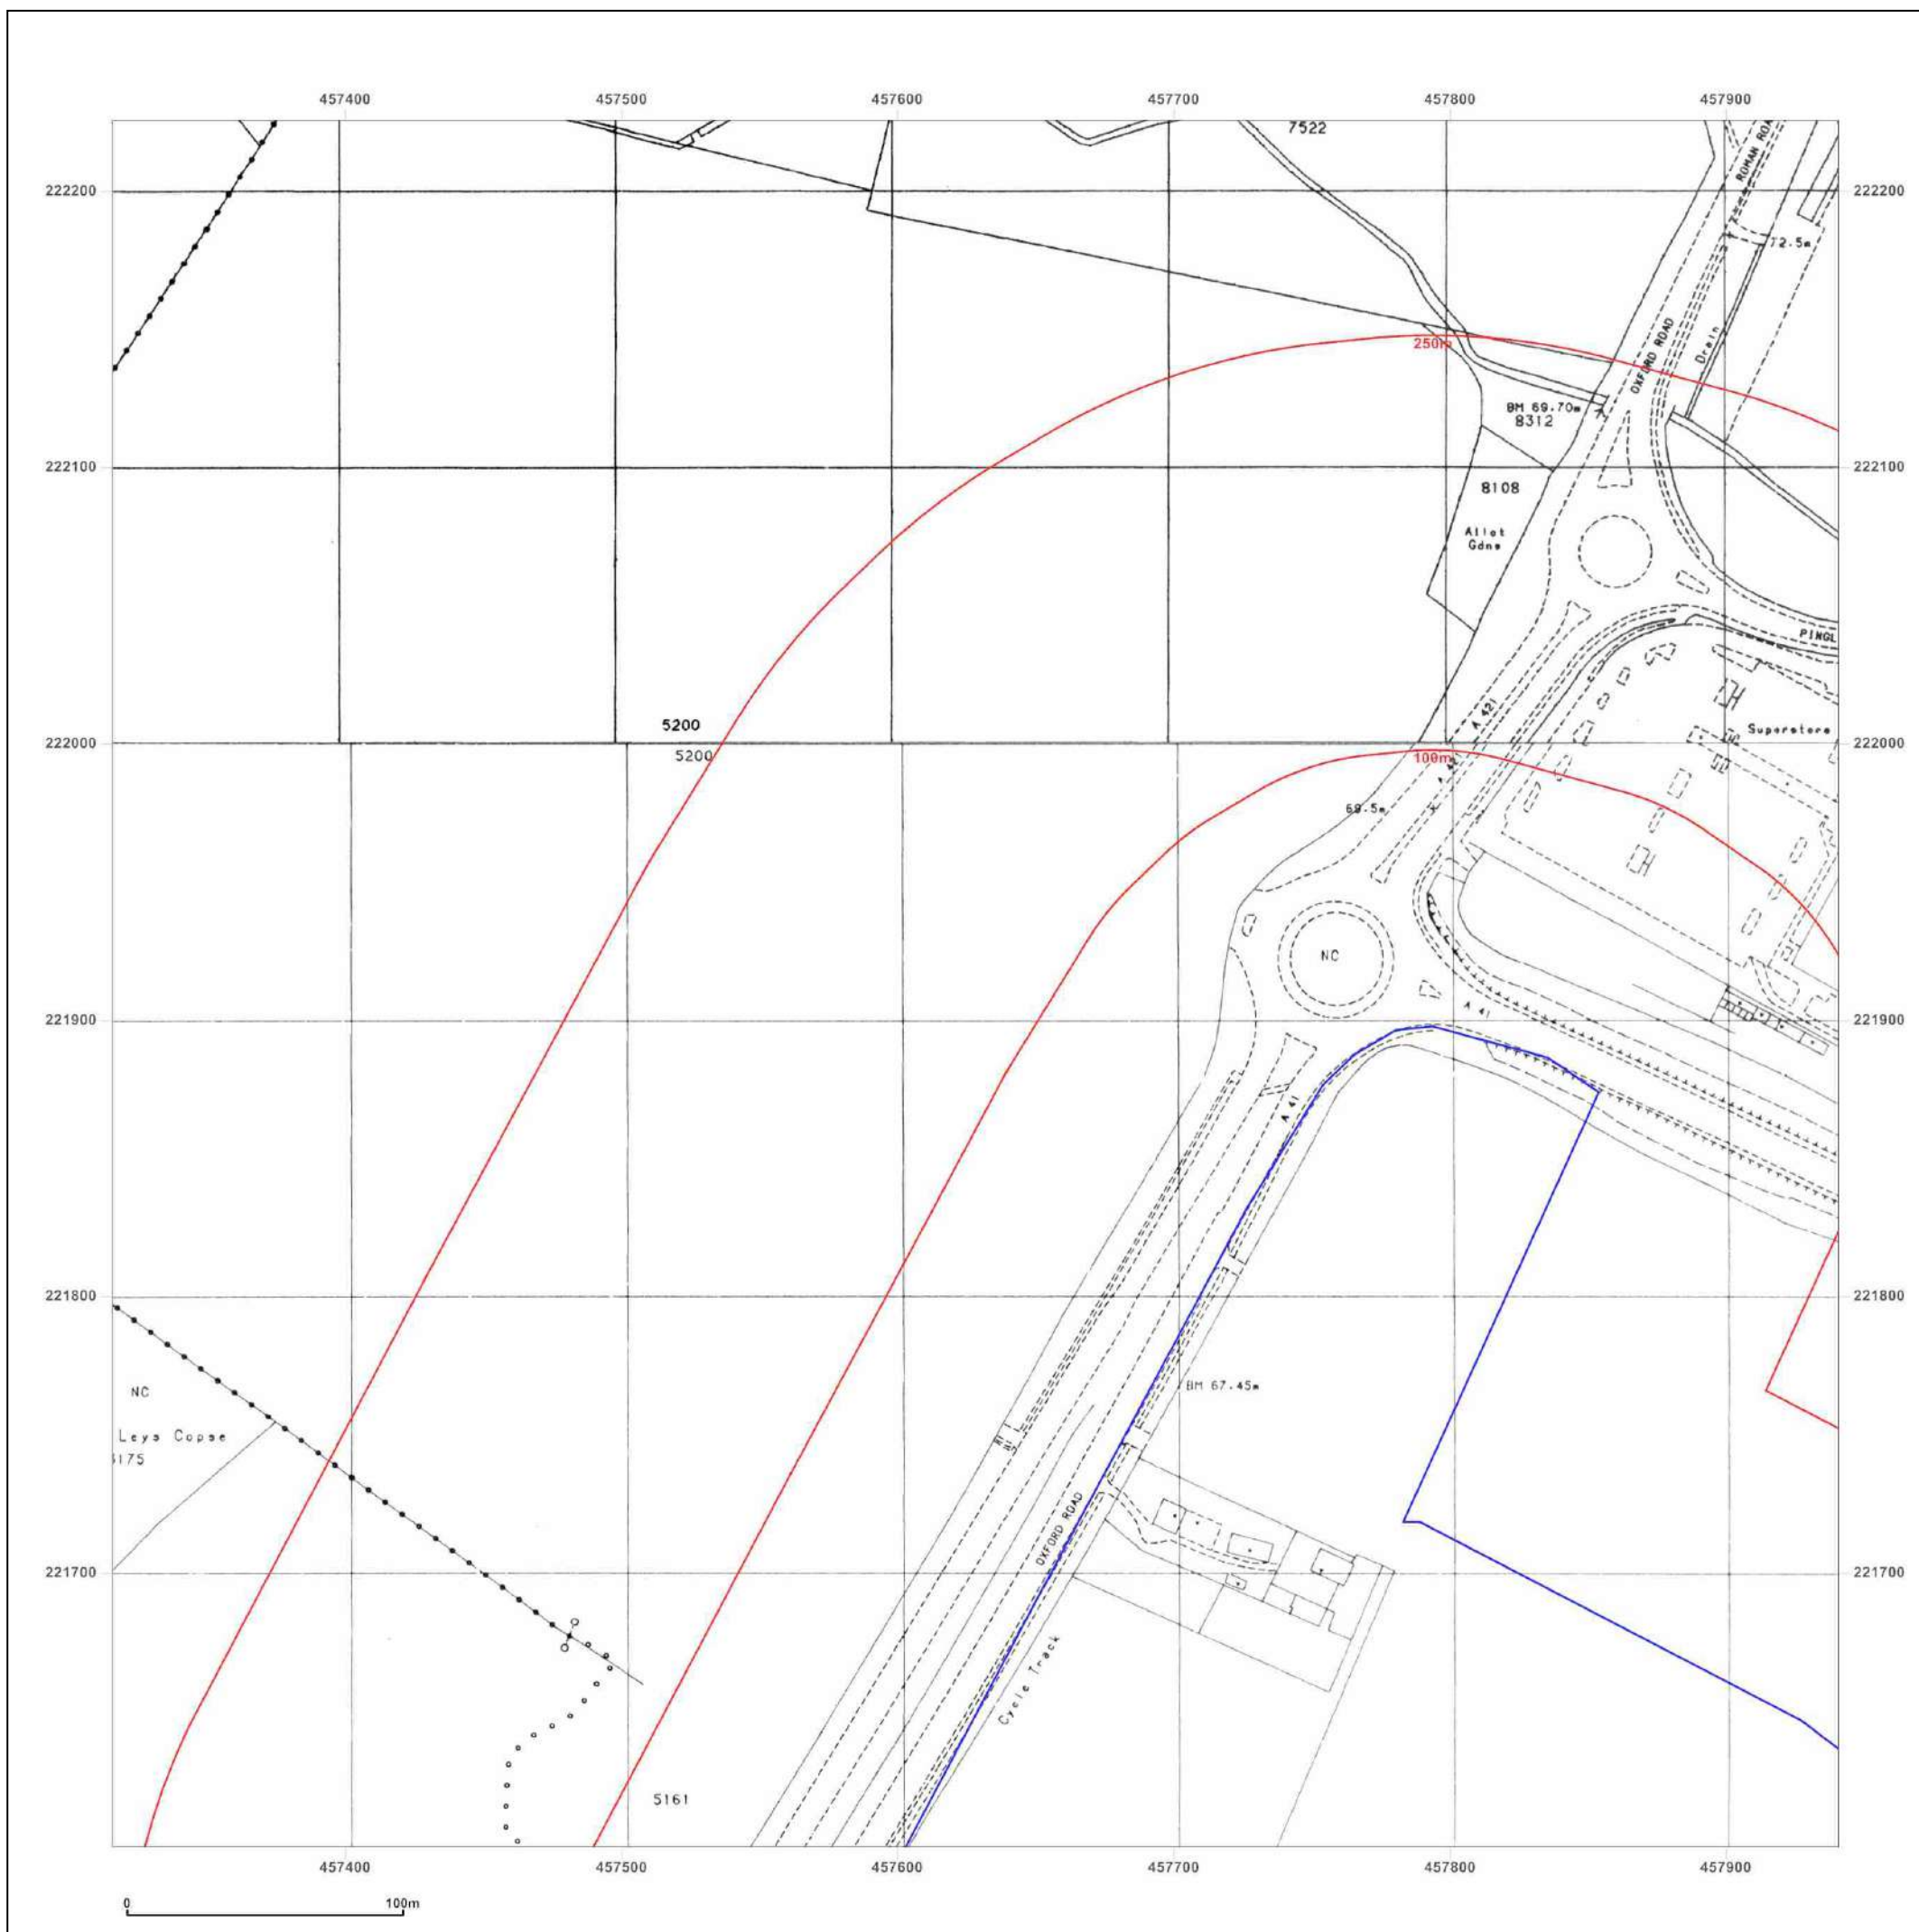 457400 457500 457600 457700 457800 457900
7522
ROMAN ROA
222200 222200
72.5m
OXFORD ROAD
Drain
250m
BM 69.70m
8312
222100 222100
8108
Allot
Gdns
PINGL
A 421
5200
Superstore
222000 222000
5200
100m
69.5m
NC
A 41
221900 221900
A 41
221800 221800
BM 67.45m
NC
Leys Copse
175
OXFORD ROAD
221700 221700
Cycle Track
5161
457400 457500 457600 457700 457800 457900
0 100m